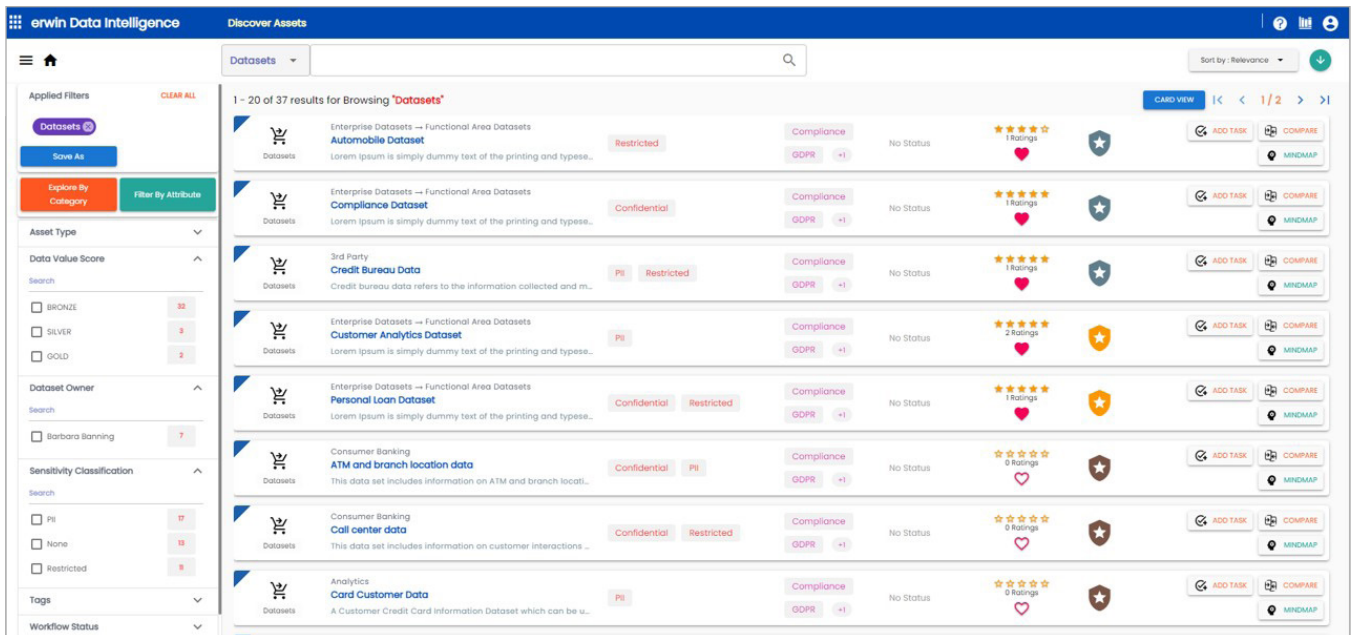 erwin Data Intelligence
Discover Assets
Datasets
Sort by : Relevance
Applied Filters
CLEAR ALL
Datasets
Save As
Explore By Category
Filter By Attribute
Asset Type
Data Value Score
Search
BRONZE 32
SILVER 3
GOLD 2
Dataset Owner
Search
Barbara Banning 7
Sensitivity Classification
Search
PII 17
None 13
Restricted
Tags
Workflow Status
1 - 20 of 37 results for Browsing "Datasets"
CARD VIEW
1 / 2
Datasets
Enterprise Datasets → Functional Area Datasets
Automobile Dataset
Lorem Ipsum is simply dummy text of the printing and typese...
Restricted
Compliance
GDPR +1
No Status
1 Ratings
ADD TASK
COMPARE
MINDMAP
Datasets
Enterprise Datasets → Functional Area Datasets
Compliance Dataset
Lorem Ipsum is simply dummy text of the printing and typese...
Confidential
Compliance
GDPR +1
No Status
1 Ratings
ADD TASK
COMPARE
MINDMAP
Datasets
3rd Party
Credit Bureau Data
Credit bureau data refers to the information collected and m...
PII Restricted
Compliance
GDPR +1
No Status
1 Ratings
ADD TASK
COMPARE
MINDMAP
Datasets
Enterprise Datasets → Functional Area Datasets
Customer Analytics Dataset
Lorem Ipsum is simply dummy text of the printing and typese...
PII
Compliance
GDPR +1
No Status
2 Ratings
ADD TASK
COMPARE
MINDMAP
Datasets
Enterprise Datasets → Functional Area Datasets
Personal Loan Dataset
Lorem Ipsum is simply dummy text of the printing and typese...
Confidential Restricted
Compliance
GDPR +1
No Status
1 Ratings
ADD TASK
COMPARE
MINDMAP
Datasets
Consumer Banking
ATM and branch location data
This data set includes information on ATM and branch locati...
Confidential PII
Compliance
GDPR +1
No Status
0 Ratings
ADD TASK
COMPARE
MINDMAP
Datasets
Consumer Banking
Call center data
This data set includes information on customer interactions ...
Confidential Restricted
Compliance
GDPR +1
No Status
0 Ratings
ADD TASK
COMPARE
MINDMAP
Datasets
Analytics
Card Customer Data
A Customer Credit Card Information Dataset which can be u...
PII
Compliance
GDPR +1
No Status
0 Ratings
ADD TASK
COMPARE
MINDMAP